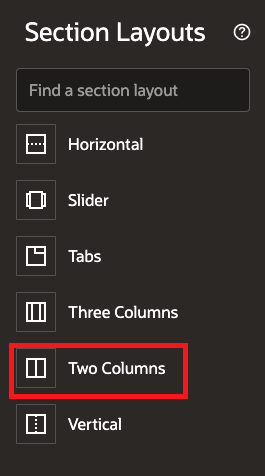 Section Layouts
Find a section layout
Horizontal
Slider
Tabs
Three Columns
Two Columns
Vertical